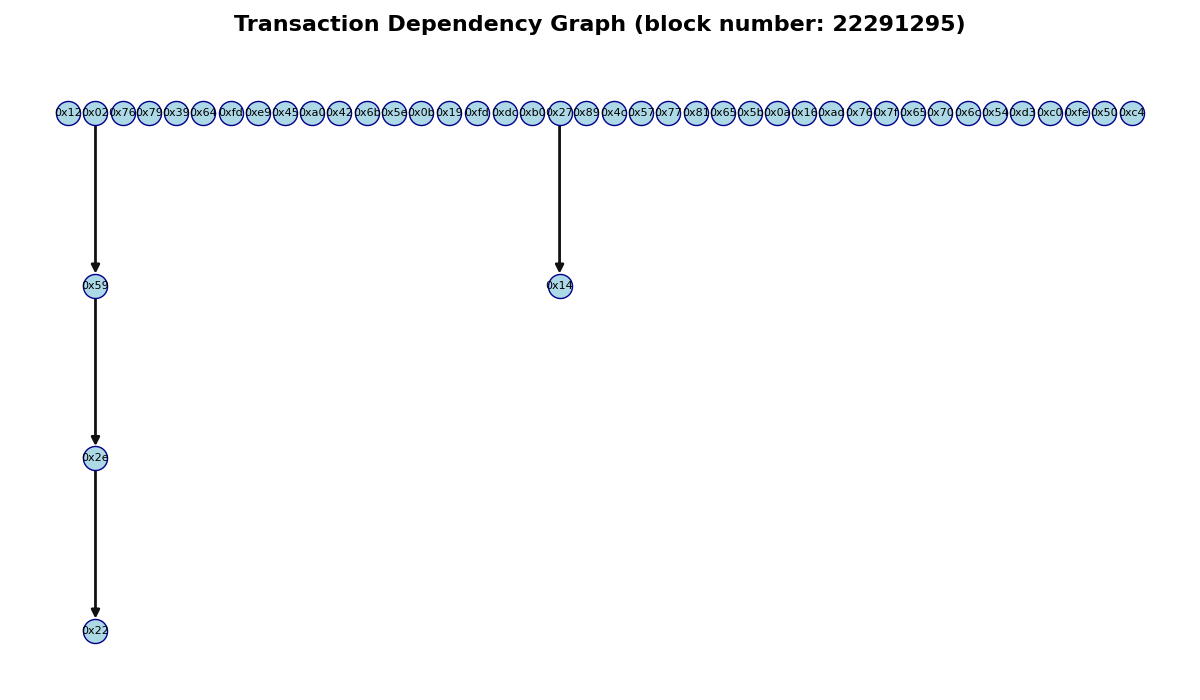 Transaction Dependency Graph (block number: 22291295)
0x12 0x02 0x76 0x79 0x39 0x64 0xfd 0xe9 0x45 0xa0 0x42 0x6b 0x5e 0x0b 0x19 0xfd 0xdc 0xb0 0x27 0x89 0x4c 0x57 0x77 0x81 0x65 0x5b 0x0a 0x16 0xad 0x76 0x7f 0x65 0x70 0x6c 0x54 0xd3 0xc0 0xfe 0x50 0xc4
0x59 0x14
0x2e
0x22